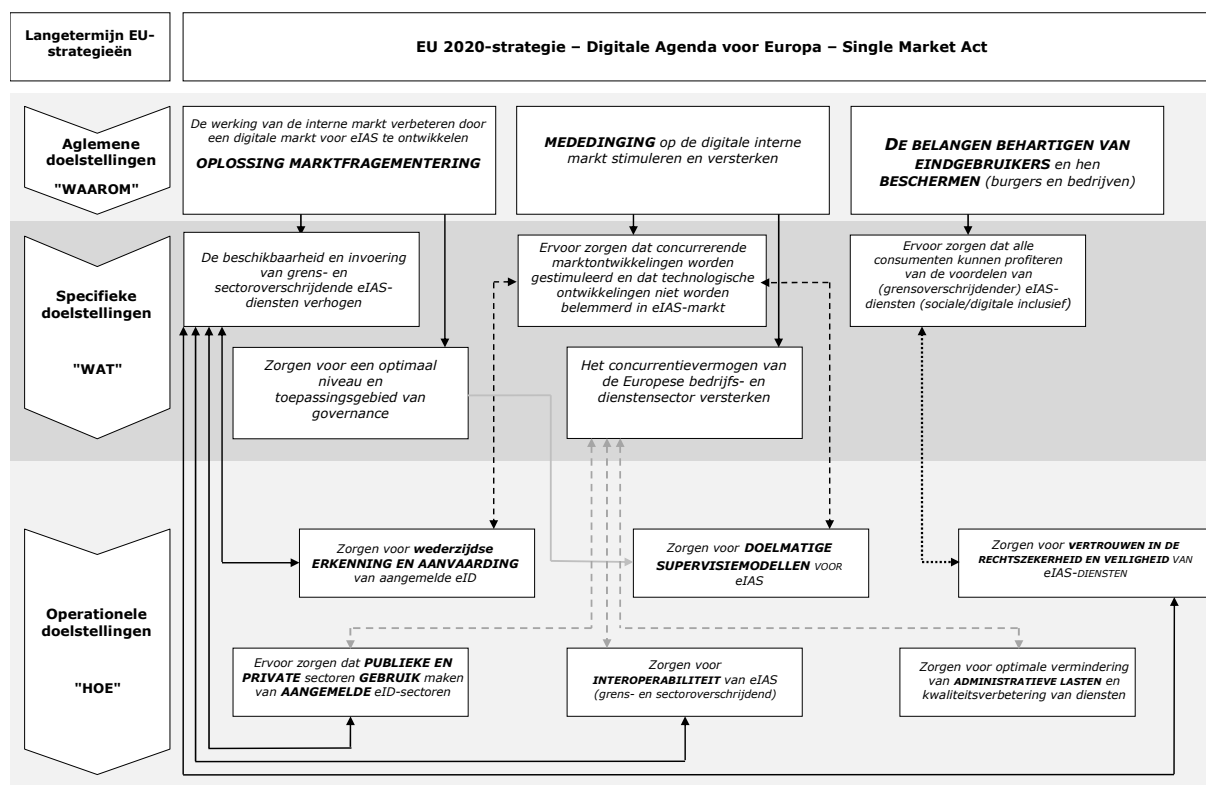 Langetermijn EU-
strategieën
EU 2020-strategie – Digitale Agenda voor Europa – Single Market Act
Aglemene
doelstellingen
"WAAROM"
De werking van de interne markt verbeteren door
een digitale markt voor eIAS te ontwikkelen
OPLOSSING MARKTFRAGEMENTERING
MEDEDINGING op de digitale interne
markt stimuleren en versterken
DE BELANGEN BEHARTIGEN VAN
EINDGEBRUIKERS en hen
BESCHERMEN (burgers en bedrijven)
Specifieke
doelstellingen
"WAT"
De beschikbaarheid en invoering
van grens- en
sectoroverschrijdende eIAS-
diensten verhogen
Ervoor zorgen dat concurrerende
marktontwikkelingen worden
gestimuleerd en dat technologische
ontwikkelingen niet worden
belemmerd in eIAS-markt
Ervoor zorgen dat alle
consumenten kunnen profiteren
van de voordelen van
(grensoverschrijdender) eIAS-
diensten (sociale/digitale inclusief)
Zorgen voor een optimaal
niveau en
toepassingsgebied van
governance
Het concurrentievermogen van
de Europese bedrijfs- en
dienstensector versterken
Operationele
doelstellingen
"HOE"
Zorgen voor wederzijdse
ERKENNING EN AANVAARDING
van aangemelde eID
Zorgen voor DOELMATIGE
SUPERVISIEMODELLEN VOOR
eIAS
Zorgen voor VERTROUWEN IN DE
RECHTSZEKERHEID EN VEILIGHEID VAN
eIAS-DIENSTEN
Ervoor zorgen dat PUBLIEKE EN
PRIVATE sectoren GEBRUIK maken
van AANGEMELDE eID-sectoren
Zorgen voor
INTEROPERABILITEIT van eIAS
(grens- en sectoroverschrijdend)
Zorgen voor optimale vermindering
van ADMINISTRATIEVE LASTEN en
kwaliteitsverbetering van diensten